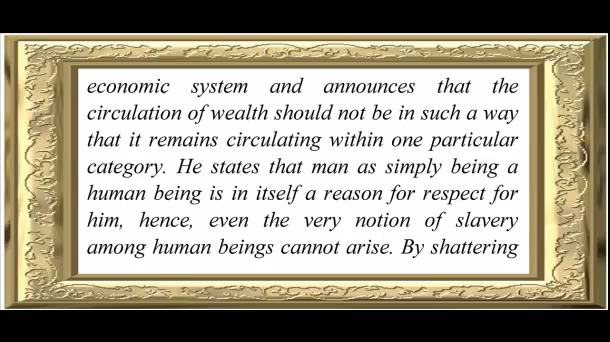 economic system and announces that the
circulation of wealth should not be in such a way
that it remains circulating within one particular
category. He states that man as simply being a
human being is in itself a reason for respect for
him, hence, even the very notion of slavery
among human beings cannot arise. By shattering